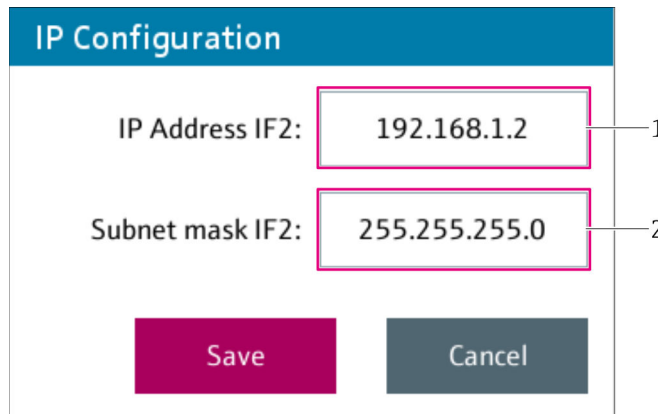 IP Configuration
IP Address IF2: 192.168.1.2 1
Subnet mask IF2: 255.255.255.0 2
Save Cancel